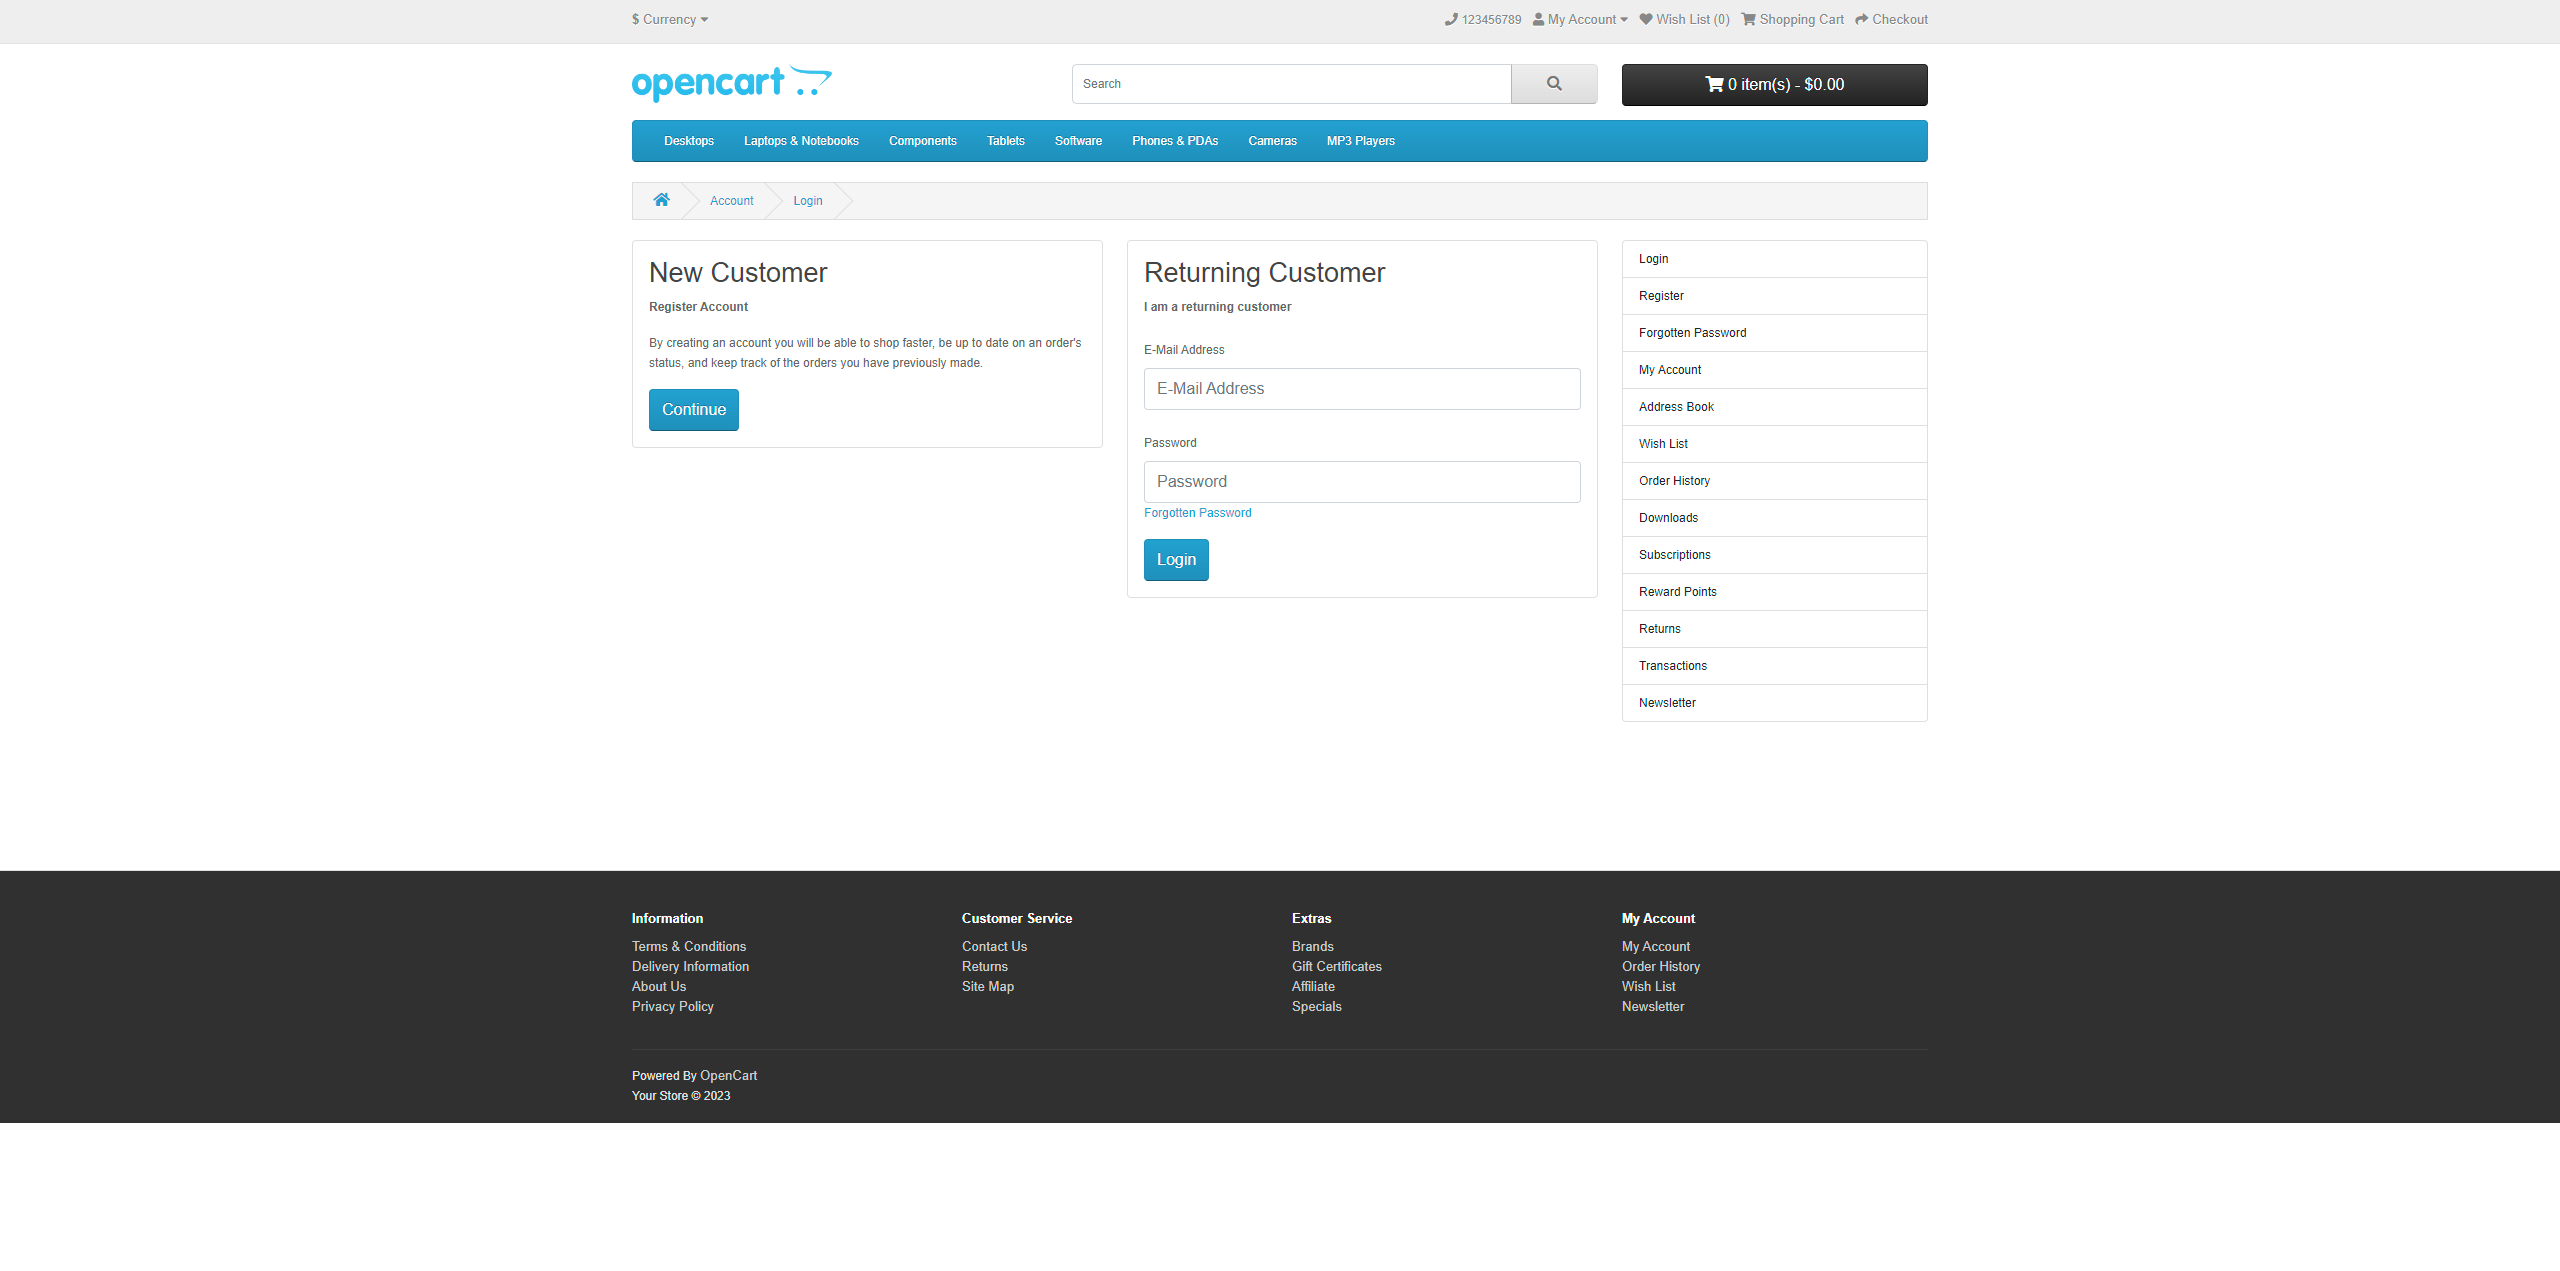 $ Currency
123456789 My Account Wish List (0) Shopping Cart Checkout
opencart
Search
0 item(s) - $0.00
Desktops Laptops & Notebooks Components Tablets Software Phones & PDAs Cameras MP3 Players
Account Login
New Customer
Register Account
By creating an account you will be able to shop faster, be up to date on an order's
status, and keep track of the orders you have previously made.
Continue
Returning Customer
I am a returning customer
E-Mail Address
E-Mail Address
Password
Password
Forgotten Password
Login
Login
Register
Forgotten Password
My Account
Address Book
Wish List
Order History
Downloads
Subscriptions
Reward Points
Returns
Transactions
Newsletter
Information
Terms & Conditions
Delivery Information
About Us
Privacy Policy
Customer Service
Contact Us
Returns
Site Map
Extras
Brands
Gift Certificates
Affiliate
Specials
My Account
My Account
Order History
Wish List
Newsletter
Powered By OpenCart
Your Store © 2023